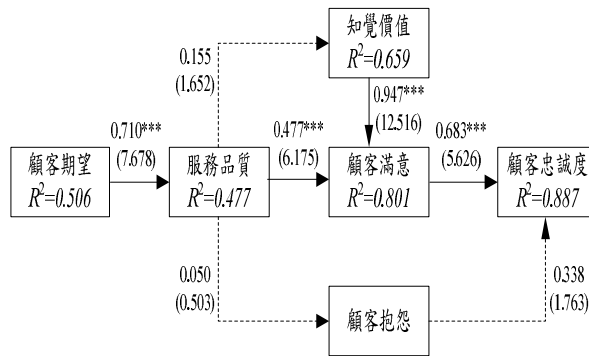 0.155
(1.652)
知覺價值
R²=0.659
0.947***
(12.516)
0.710***
(7.678)
0.477***
(6.175)
0.683***
(5.626)
顧客期望
R²=0.506
服務品質
R²=0.477
顧客滿意
R²=0.801
顧客忠誠度
R²=0.887
0.050
(0.503)
顧客抱怨
0.338
(1.763)